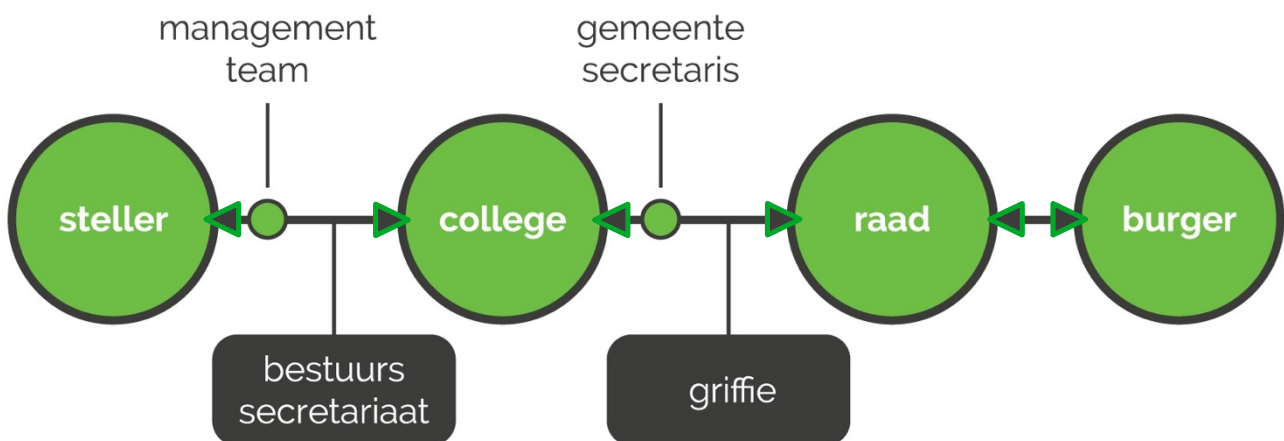 management
team
gemeente
secretaris
steller
college
raad
burger
bestuurs
secretariaat
griffie